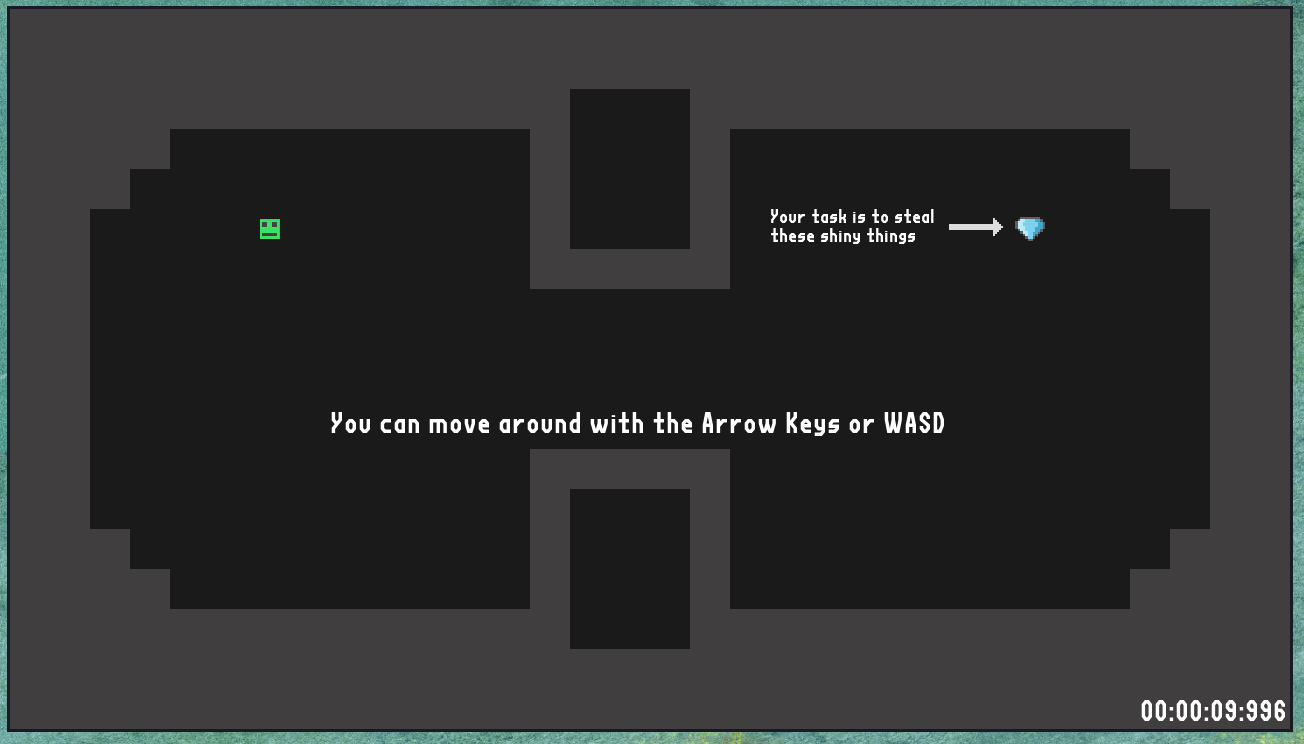 Your task is to steal
these shiny things
You can move around with the Arrow Keys or WASD
00:00:09:996